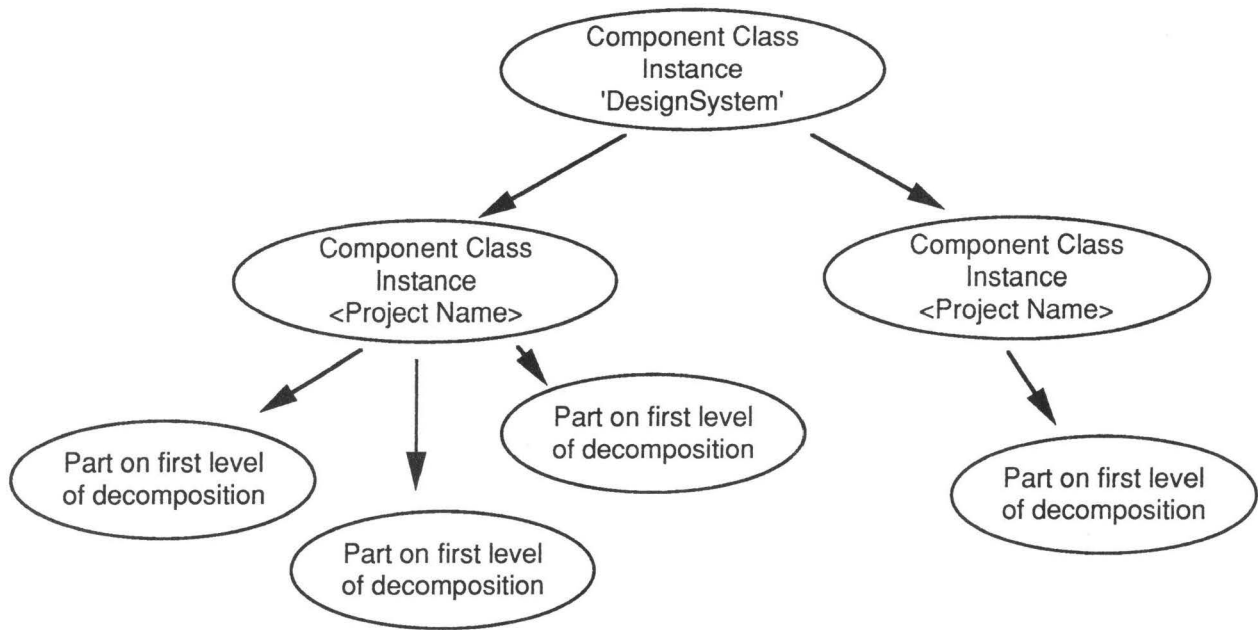 Component Class
Instance
'DesignSystem'
Component Class
Instance
<Project Name>
Component Class
Instance
<Project Name>
Part on first level
of decomposition
Part on first level
of decomposition
Part on first level
of decomposition
Part on first level
of decomposition